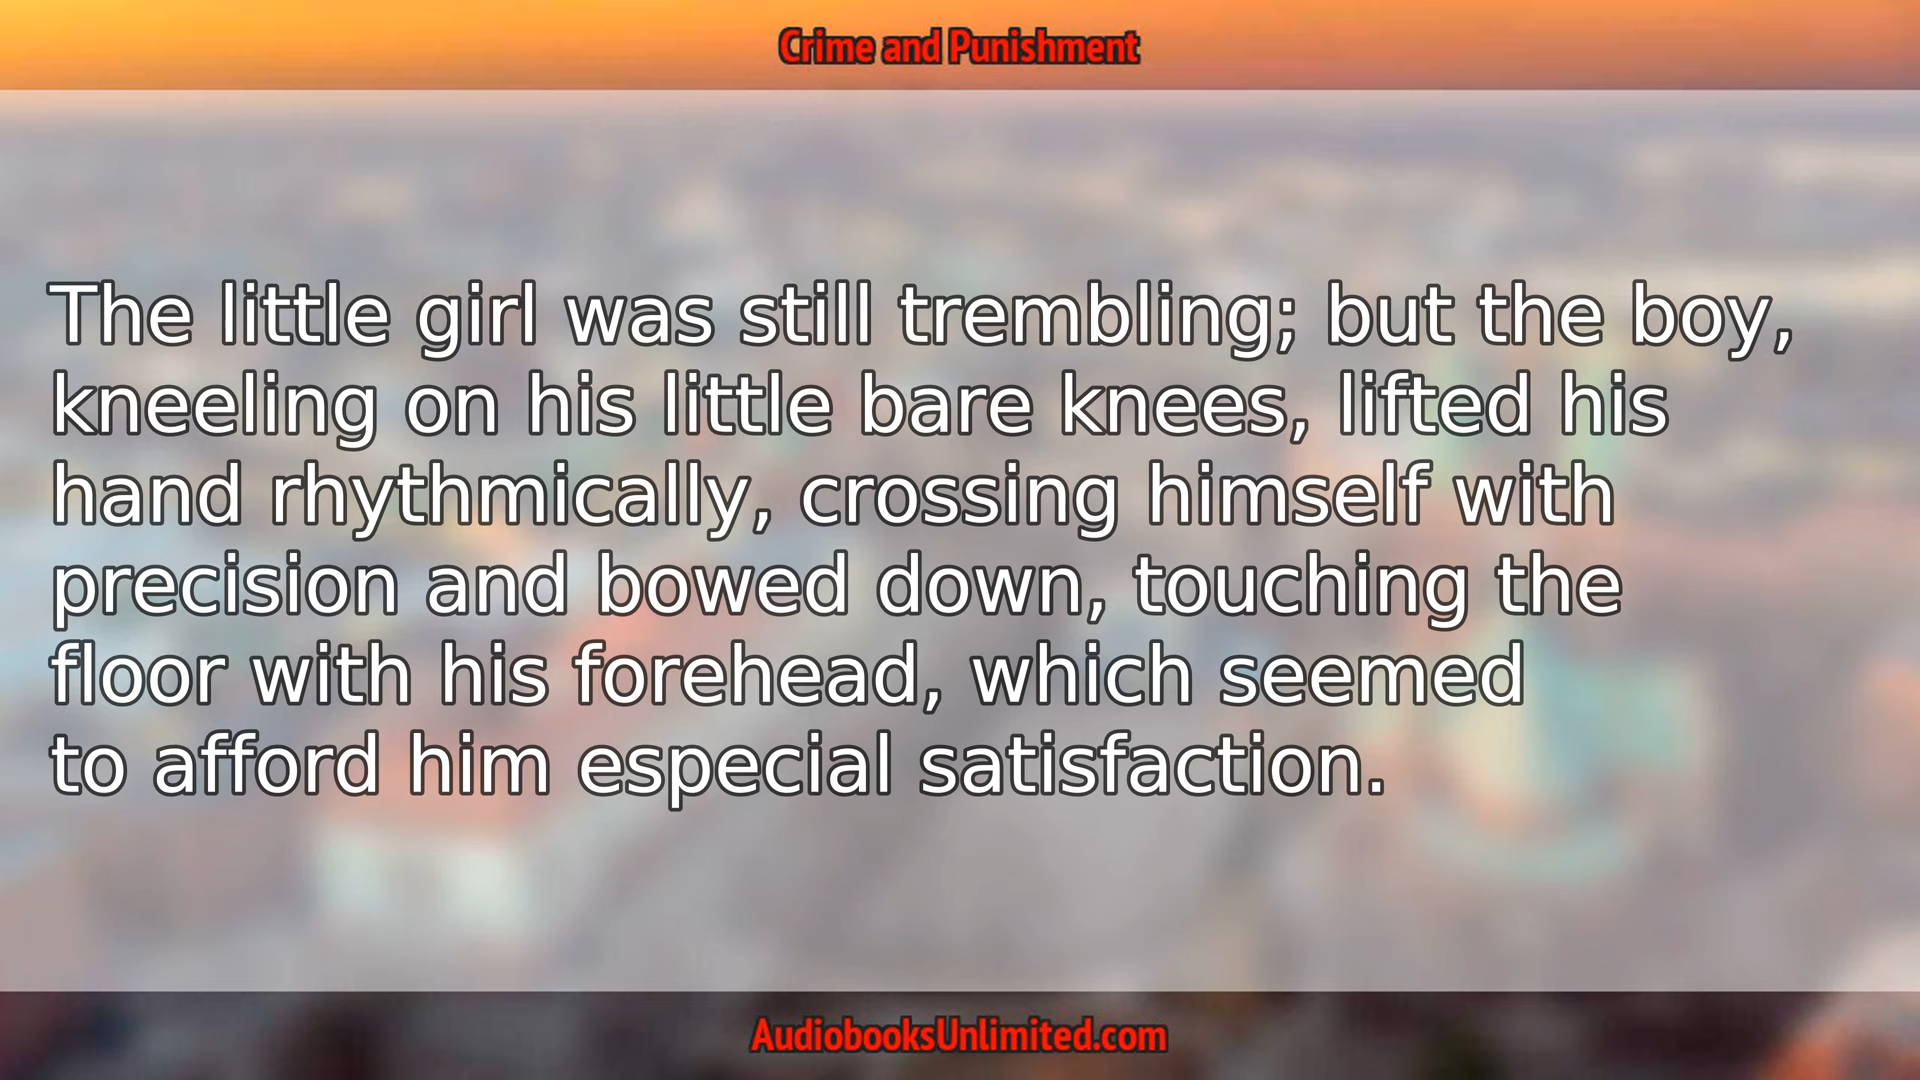 Crime and Punishment
The little girl was still trembling; but the boy,
kneeling on his little bare knees, lifted his
hand rhythmically, crossing himself with
precision and bowed down, touching the
floor with his forehead, which seemed
to afford him especial satisfaction.
AudiobooksUnlimited.com